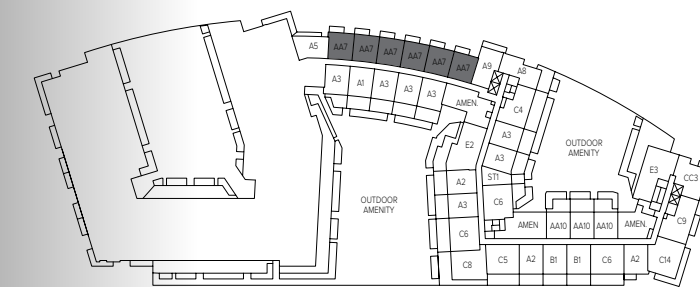 A5 AA7 AA7 AA7 AA7 AA7 AA7 A9 A8
A3 A1 A3 A3 A3 AMEN. C4
E2 A3
A3
ST1
C6
OUTDOOR
AMENITY
E3 CC3
A2
A3
C6
C8
OUTDOOR
AMENITY
AMEN AA10 AA10 AA10 AMEN. C9
C5 A2 B1 B1 C6 A2 C14